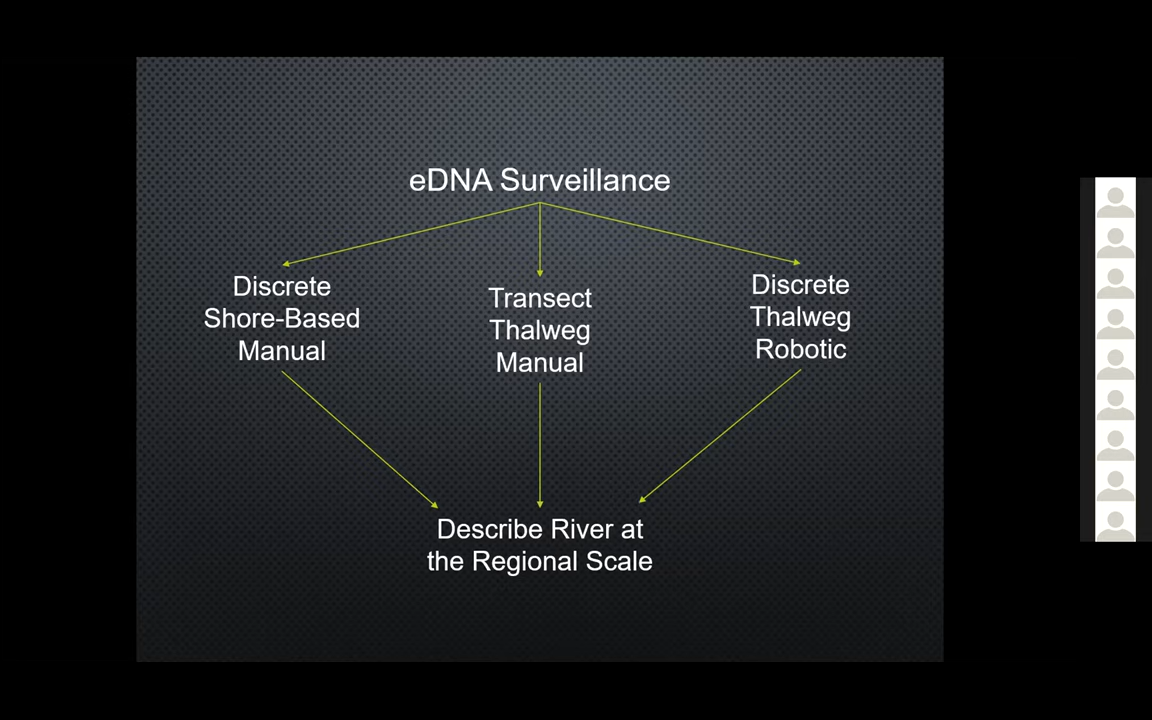 eDNA Surveillance
Discrete
Shore-Based
Manual
Transect
Thalweg
Manual
Discrete
Thalweg
Robotic
Describe River at
the Regional Scale